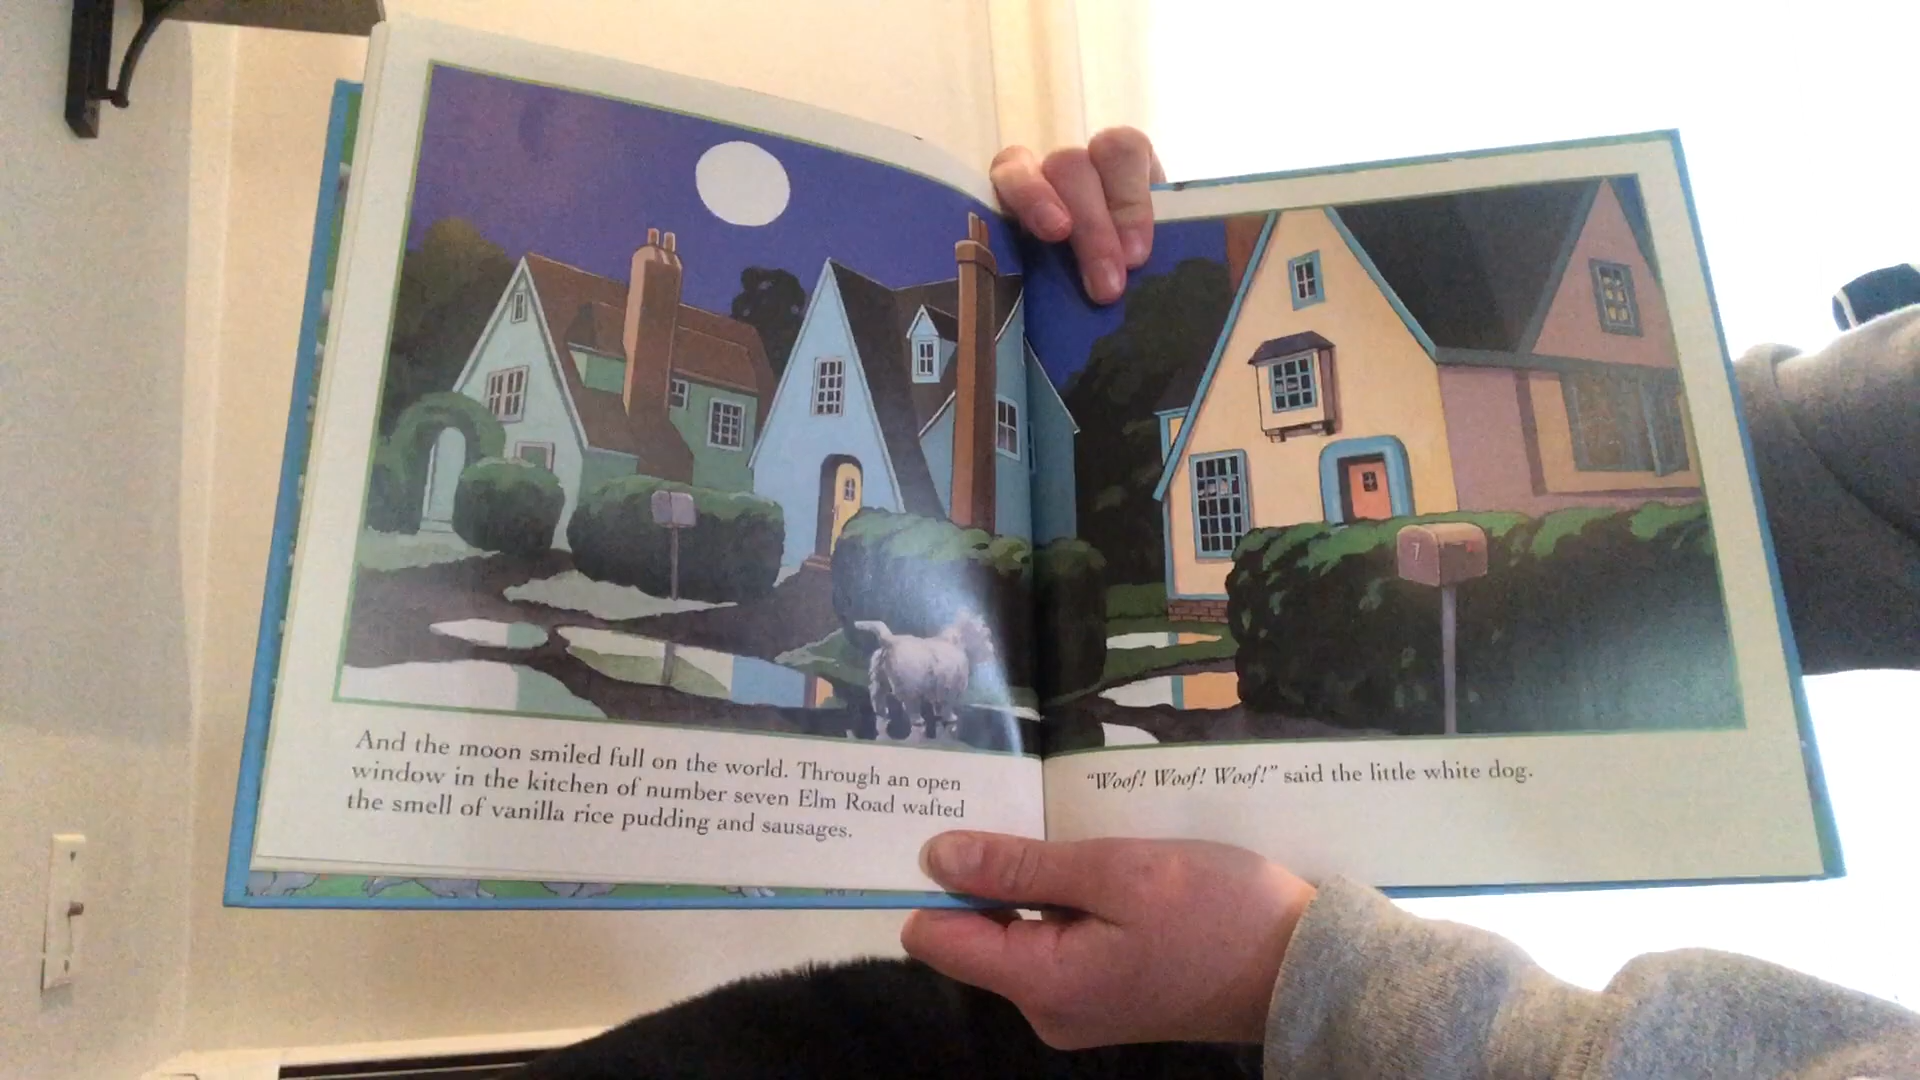 And the moon smiled full on the world. Through an open
window in the kitchen of number seven Elm Road wafted
the smell of vanilla rice pudding and sausages.
7
"Woof! Woof! Woof!" said the little white dog.